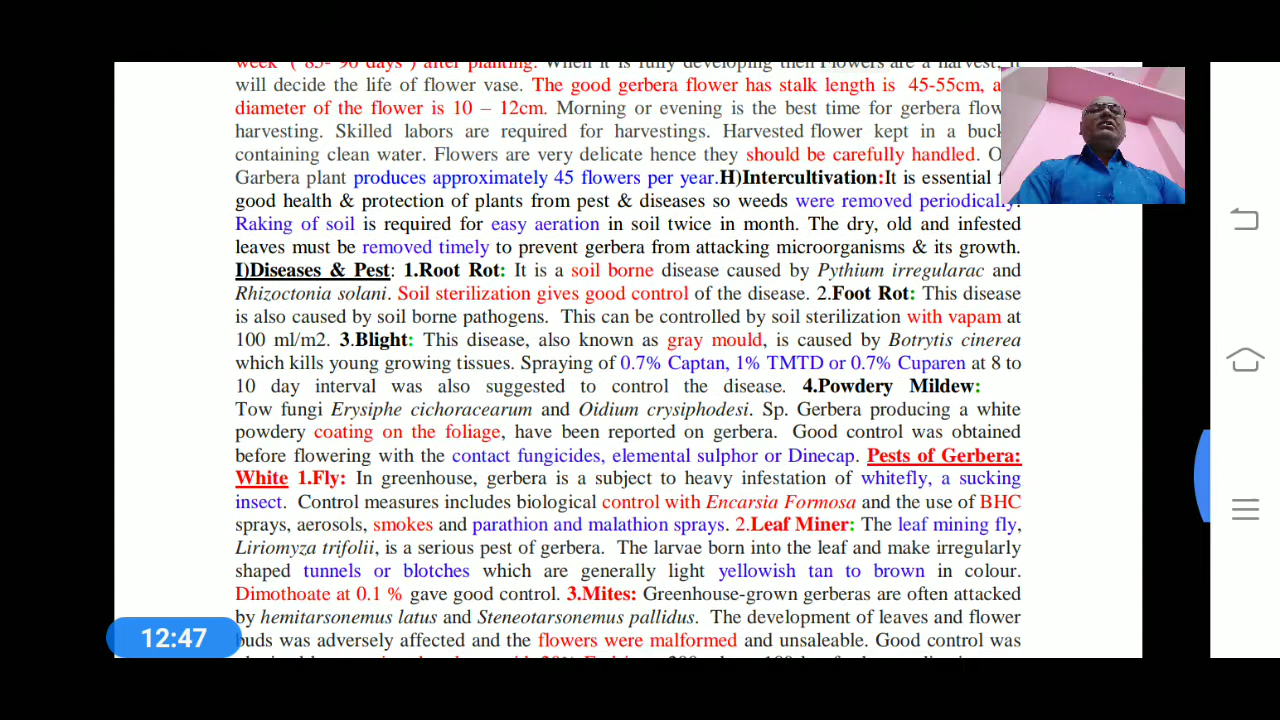 week ( 85- 90 days ) after planting. When it is fully developing then Flowers are a harvest. It
will decide the life of flower vase. The good gerbera flower has stalk length is 45-55cm, a
diameter of the flower is 10 – 12cm. Morning or evening is the best time for gerbera flow
harvesting. Skilled labors are required for harvestings. Harvested flower kept in a buck
containing clean water. Flowers are very delicate hence they should be carefully handled. O
Garbera plant produces approximately 45 flowers per year.H)Intercultivation:It is essential f
good health & protection of plants from pest & diseases so weeds were removed periodically.
Raking of soil is required for easy aeration in soil twice in month. The dry, old and infested
leaves must be removed timely to prevent gerbera from attacking microorganisms & its growth.
I)Diseases & Pest: 1.Root Rot: It is a soil borne disease caused by Pythium irregularac and
Rhizoctonia solani. Soil sterilization gives good control of the disease. 2.Foot Rot: This disease
is also caused by soil borne pathogens. This can be controlled by soil sterilization with vapam at
100 ml/m2. 3.Blight: This disease, also known as gray mould, is caused by Botrytis cinerea
which kills young growing tissues. Spraying of 0.7% Captan, 1% TMTD or 0.7% Cuparen at 8 to
10 day interval was also suggested to control the disease. 4.Powdery Mildew:
Tow fungi Erysiphe cichoracearum and Oidium crysiphodesi. Sp. Gerbera producing a white
powdery coating on the foliage, have been reported on gerbera. Good control was obtained
before flowering with the contact fungicides, elemental sulphor or Dinecap. Pests of Gerbera:
White 1.Fly: In greenhouse, gerbera is a subject to heavy infestation of whitefly, a sucking
insect. Control measures includes biological control with Encarsia Formosa and the use of BHC
sprays, aerosols, smokes and parathion and malathion sprays. 2.Leaf Miner: The leaf mining fly,
Liriomyza trifolii, is a serious pest of gerbera. The larvae born into the leaf and make irregularly
shaped tunnels or blotches which are generally light yellowish tan to brown in colour.
Dimothoate at 0.1 % gave good control. 3.Mites: Greenhouse-grown gerberas are often attacked
by hemitarsonemus latus and Steneotarsonemus pallidus. The development of leaves and flower
buds was adversely affected and the flowers were malformed and unsaleable. Good control was
12:47